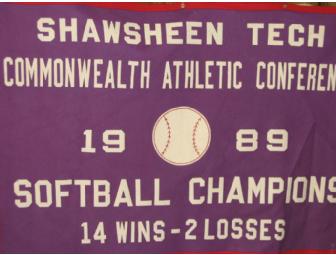 SHAWSHEEN TECH
COMMONWEALTH ATHLETIC CONFEREN
19 89
SOFTBALL CHAMPIONS
14 WINS - 2 LOSSES